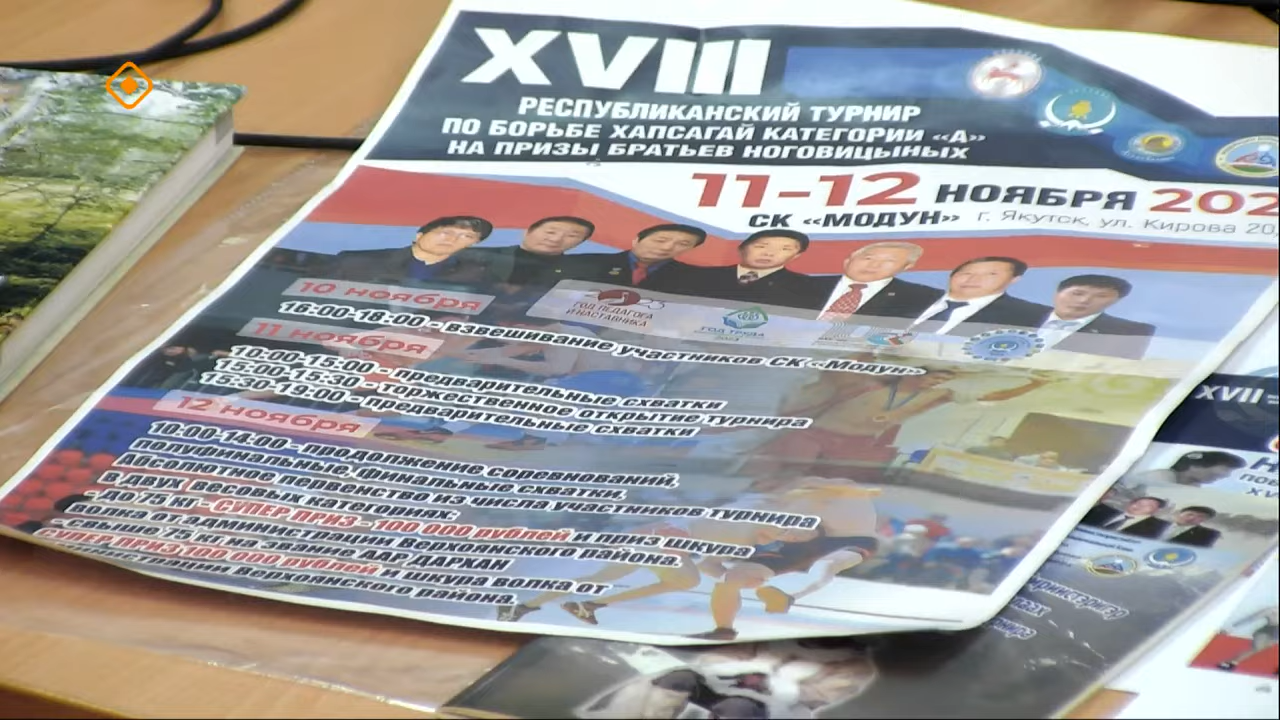 XVIII
РЕСПУБЛИКАНСКИЙ ТУРНИР
ПО БОРЬБЕ ХАПСАГАЙ КАТЕГОРИИ «А»
НА ПРИЗЫ БРАТЬЕВ НОГОВИЦЫНЫХ
11-12 НОЯБРЯ 202
СК «МОДУН» г. Якутск, ул. Кирова 20
2023
ГОД ПЕДАГОГА
И НАСТАВНИКА
ГОД ТРУДА
10 ноября
16:00-18:00 - взвешивание участников СК «Модун»
11 ноября
10:00-15:00 - предварительные схватки
15:00-15:30 - торжественное открытие турнира
15:30-19:00 - предварительные схватки
12 ноября
10:00-14:00 - продолжение соревнований,
полуфинальные, финальные схватки.
Абсолютное первенство из числа участников турнира
в двух весовых категориях:
- до 75 кг - СУПЕР ПРИЗ - 100 000 рублей и приз шкура
волка от администрации Верхоянского района.
- свыше 75 кг на звание ААР ДАРХАН
СУПЕР ПРИЗ 100 000 рублей и шкура волка от
Верхоянского района.
XVII